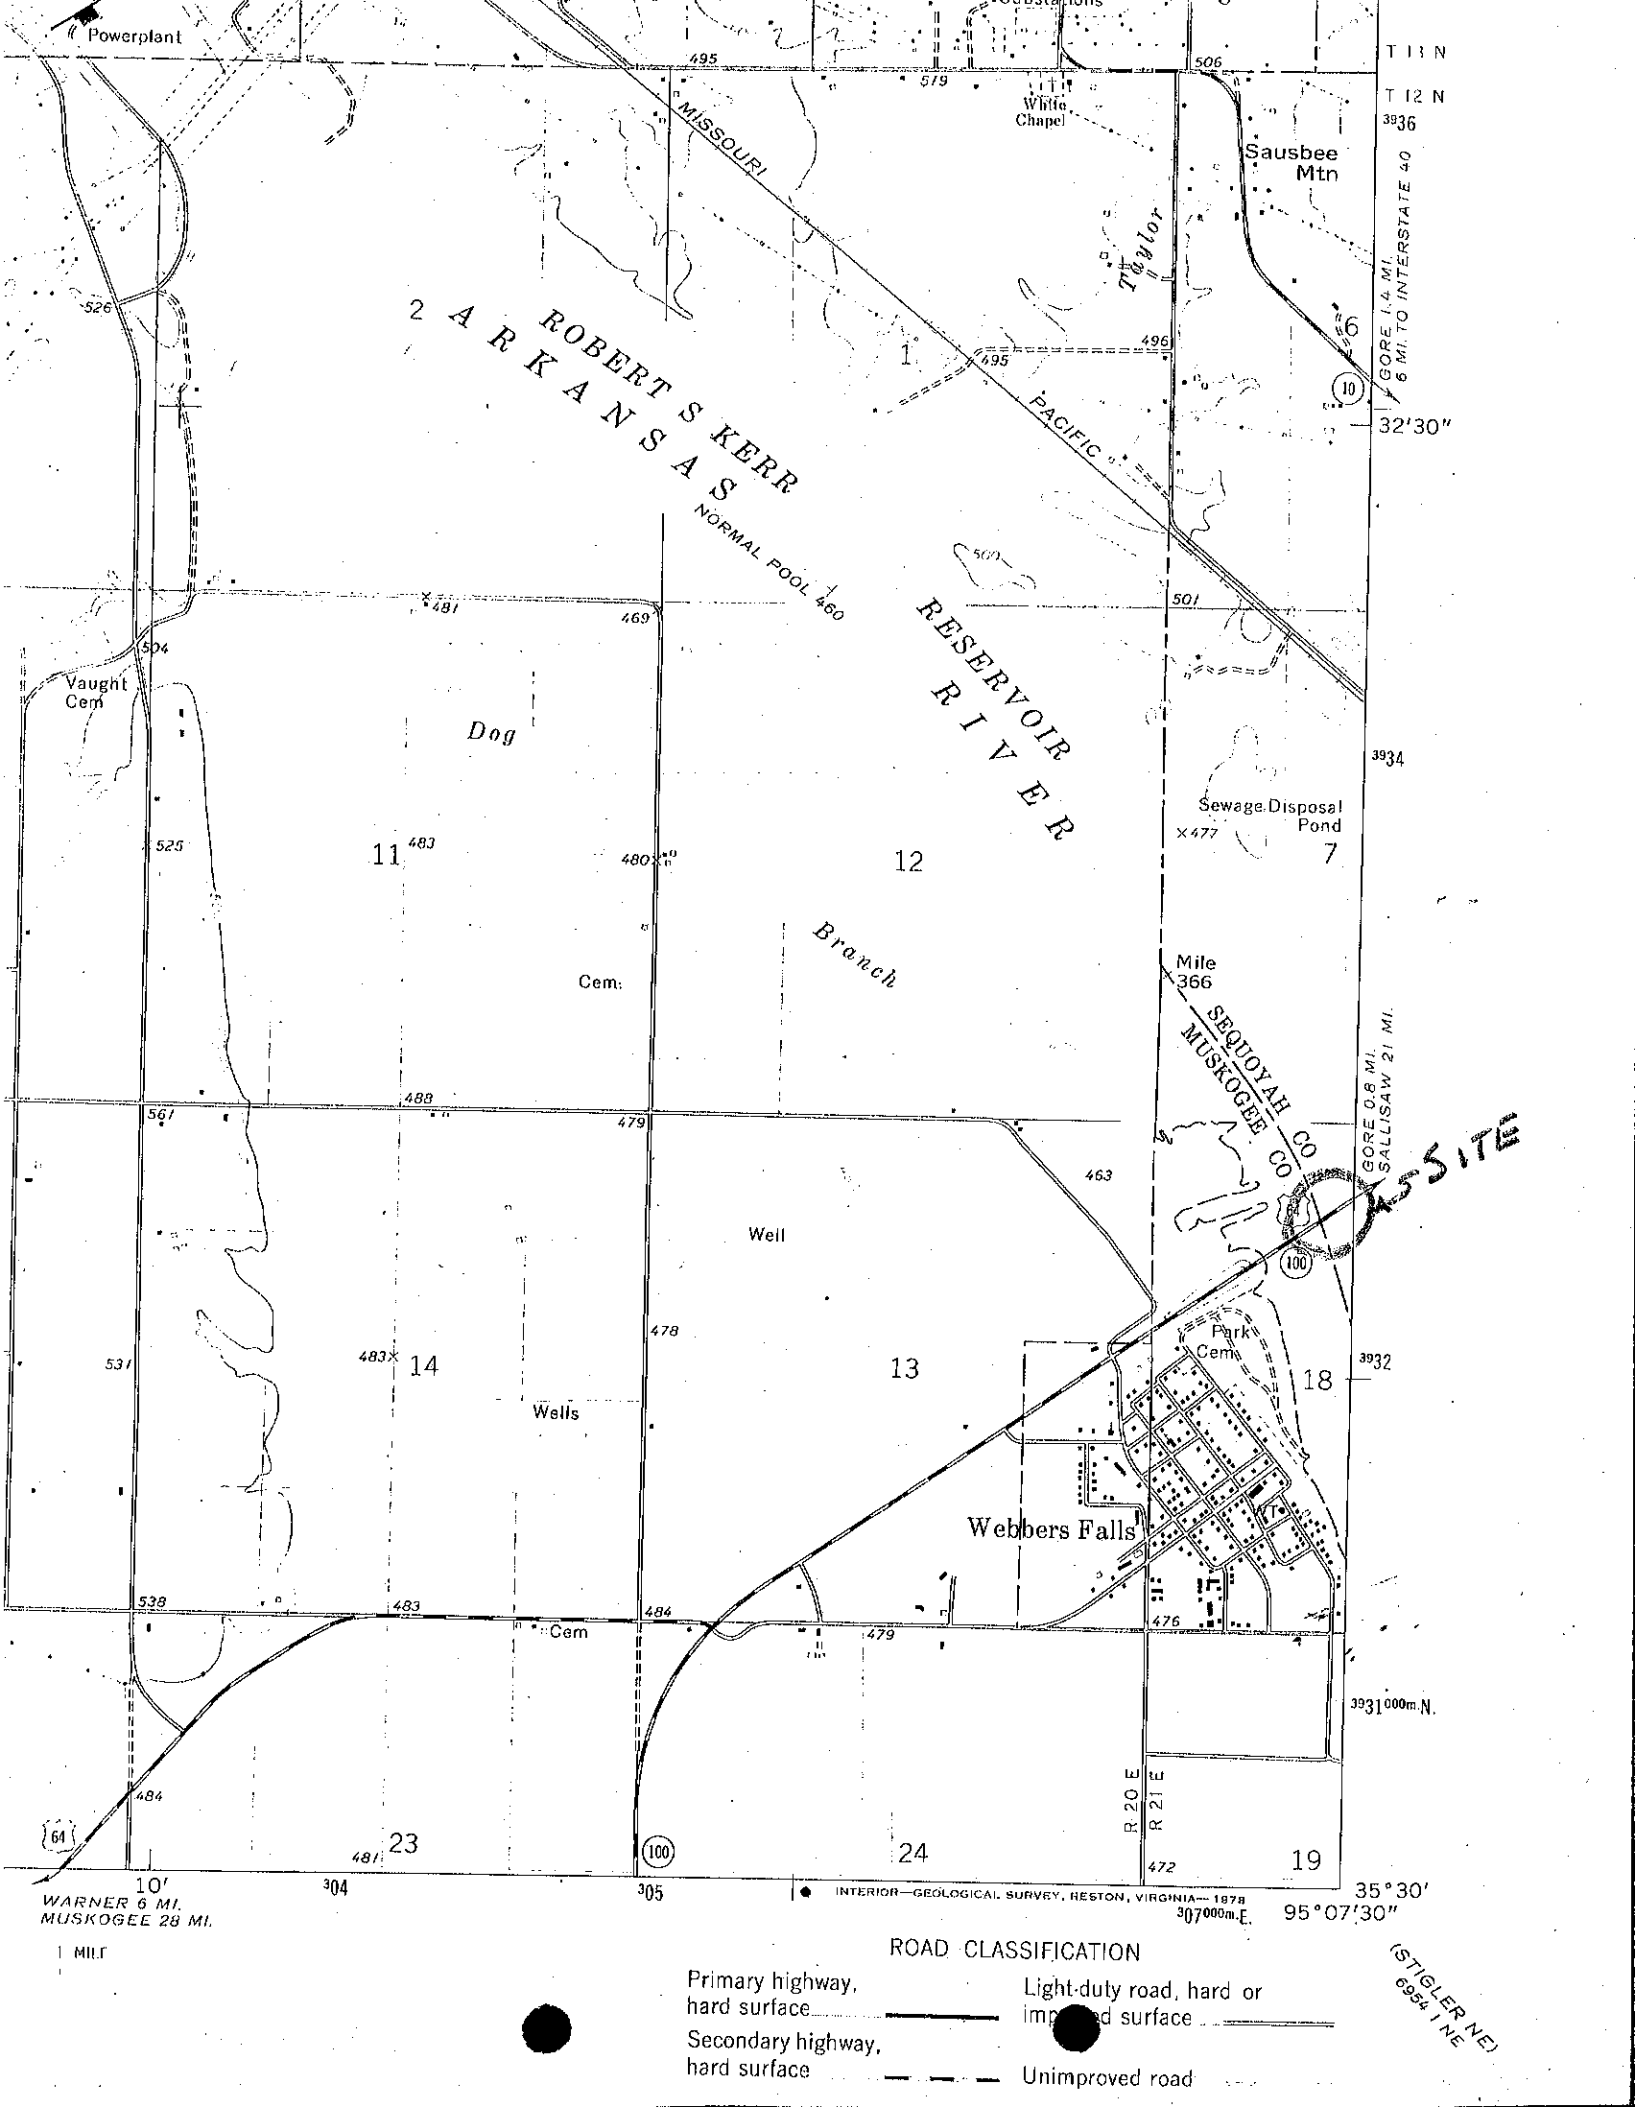 Substations
Powerplant
495
579
506
T 13 N
T 12 N
3936
White
Chapel
Sausbee
Mtn
MISSOURI
Taylor
GORE 1.4 MI.
6 MI. TO INTERSTATE 40
526
2
ROBERT S KERR
ARKANSAS
1
495
496
6
10
PACIFIC
32'30"
NORMAL POOL 460
500
481
469
501
504
RESERVOIR
RIVER
Vaught
Cem
Dog
3934
Sewage Disposal
Pond
×477
525
11
483
480×
12
7
Branch
Cem
Mile
366
SEQUOYAH CO
MUSKOGEE CO
GORE 0.8 MI.
SALLISAW 21 MI.
561
488
479
463
SITE
Well
100
478
Park
Cem
531
483×
14
13
18
3932
Wells
Webbers Falls
WT
538
483
484
Cem
479
476
3931000m.N.
R 20 E
R 21 E
484
64
23
481
100
24
472
19
10'
304
305
INTERIOR—GEOLOGICAL SURVEY, RESTON, VIRGINIA—1978
307000m.E.
35°30'
95°07'30"
WARNER 6 MI.
MUSKOGEE 28 MI.
1 MILE
ROAD CLASSIFICATION
Primary highway,
hard surface
Light-duty road, hard or
surface
Secondary highway,
hard surface
Unimproved road
(STIGLER NE)
6954 1 NE